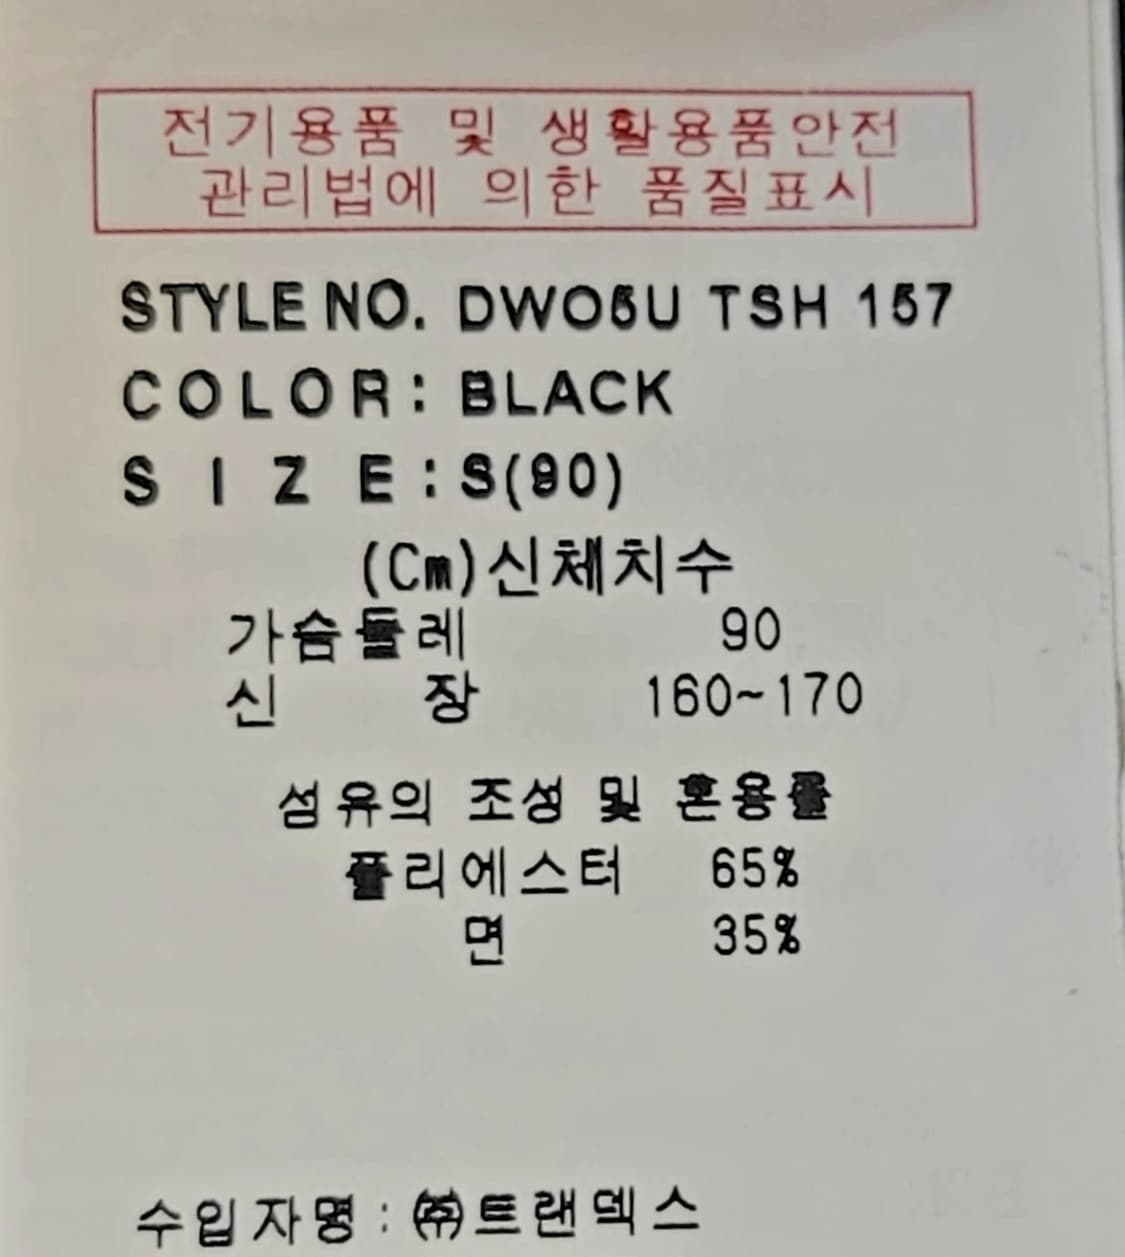 전기용품 및 생활용품안전
관리법에 의한 품질표시
STYLE NO. DW05U TSH 157
COLOR: BLACK
SIZE: S(90)
(Cm)신체치수
가슴둘레 90
신 장 160~170
섬유의 조성 및 혼용률
폴리에스터 65%
면 35%
수입자명 : ㈜트랜덱스